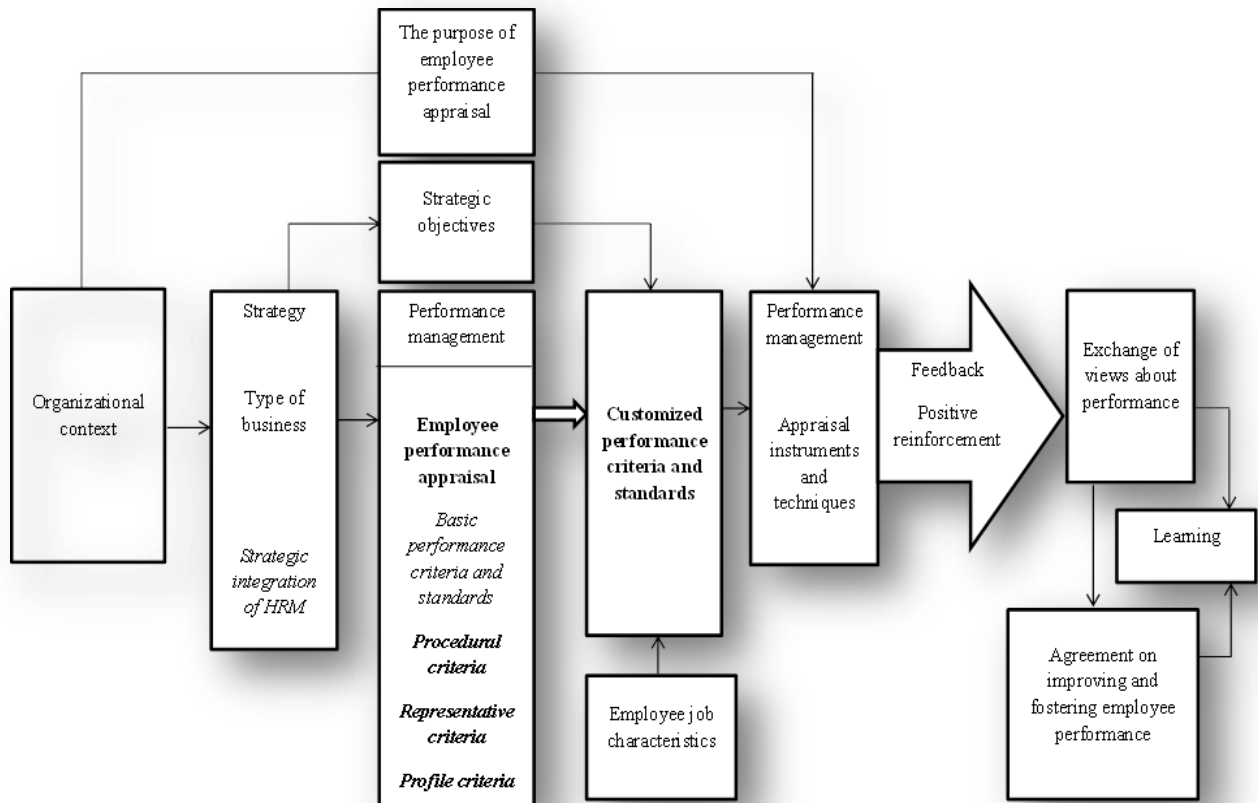 The purpose of
employee
performance
appraisal
Strategic
objectives
Organizational
context
Strategy
Type of
business
Strategic
integration
of HRM
Performance
management
Employee
performance
appraisal
Basic
performance
criteria and
standards
Procedural
criteria
Representative
criteria
Profile criteria
Customized
performance
criteria and
standards
Employee job
characteristics
Performance
management
Appraisal
instruments
and
techniques
Feedback
Positive
reinforcement
Exchange of
views about
performance
Learning
Agreement on
improving and
fostering employee
performance